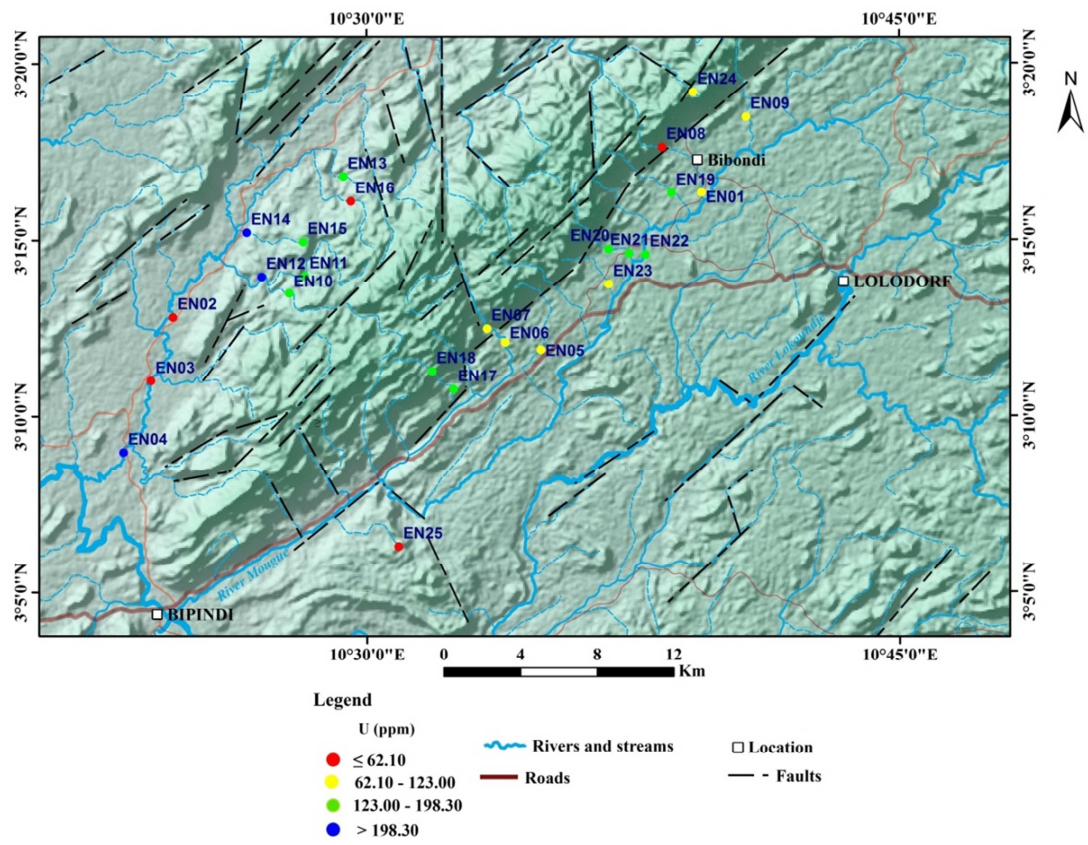 10°30'0"E 10°45'0"E
N
3°20'0"N 3°20'0"N
EN24
EN09
EN08
Bibondi
EN13
EN16
EN19
EN01
EN14
EN15
EN20 EN21 EN22
3°15'0"N 3°15'0"N
EN12 EN11
EN10
EN23
LOLODORF
EN02
EN07
EN06
EN05
River Lokoundje
EN18
EN17
EN03
3°10'0"N 3°10'0"N
EN04
EN25
River Mougue
3°5'0"N 3°5'0"N
BIPINDI
10°30'0"E 10°45'0"E
0 4 8 12
Km
Legend
U (ppm)
≤ 62.10
62.10 - 123.00
123.00 - 198.30
> 198.30
Rivers and streams
Roads
Location
Faults